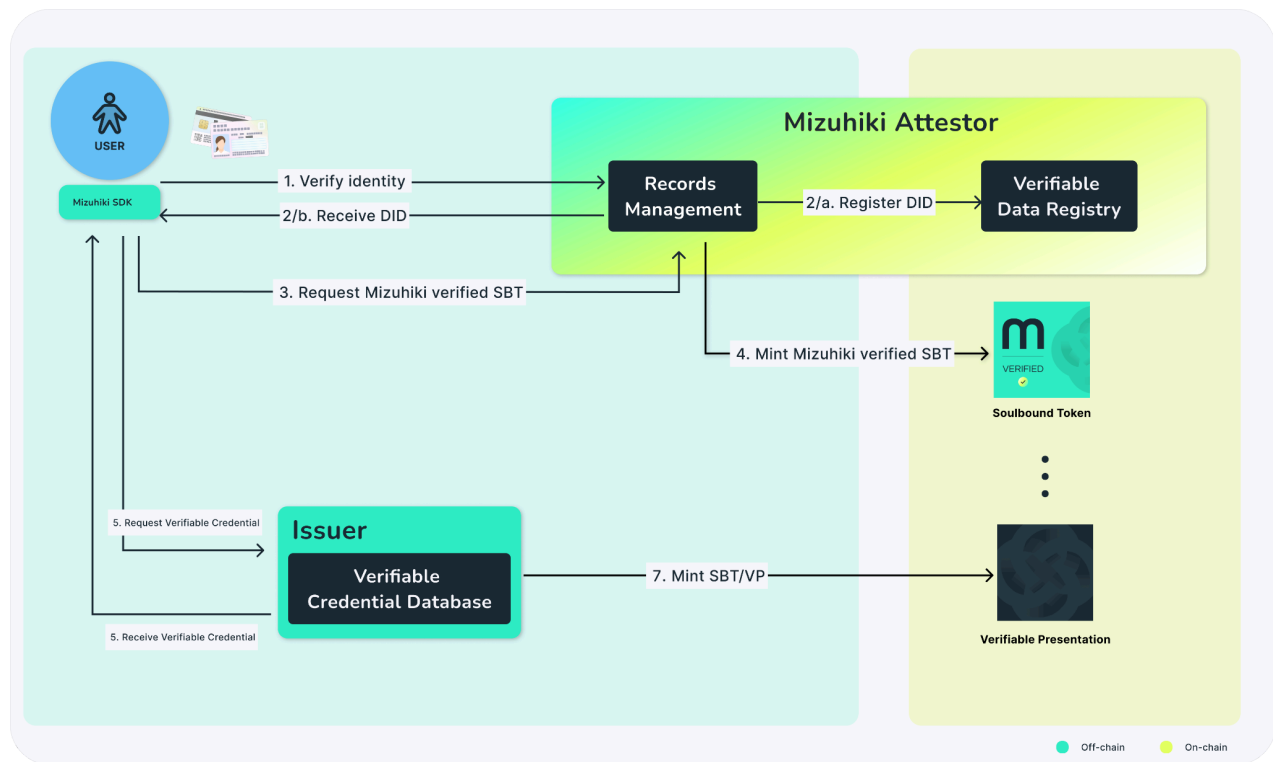 Mizuhiki Attestor
USER
Mizuhiki SDK
1. Verify identity
2/b. Receive DID
Records
Management
2/a. Register DID
Verifiable
Data Registry
3. Request Mizuhiki verified SBT
4. Mint Mizuhiki verified SBT
m
VERIFIED
Soulbound Token
5. Request Verifiable Credential
Issuer
Verifiable
Credential Database
5. Receive Verifiable Credential
7. Mint SBT/VP
Verifiable Presentation
Off-chain
On-chain